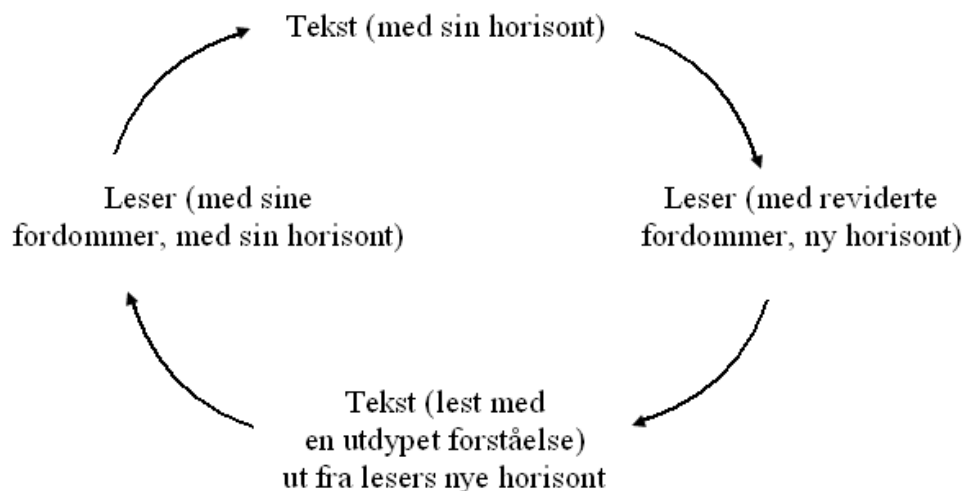 Tekst (med sin horisont)
Leser (med sine
fordommer, med sin horisont)
Leser (med reviderte
fordommer, ny horisont)
Tekst (lest med
en utdypet forståelse)
ut fra lesers nye horisont